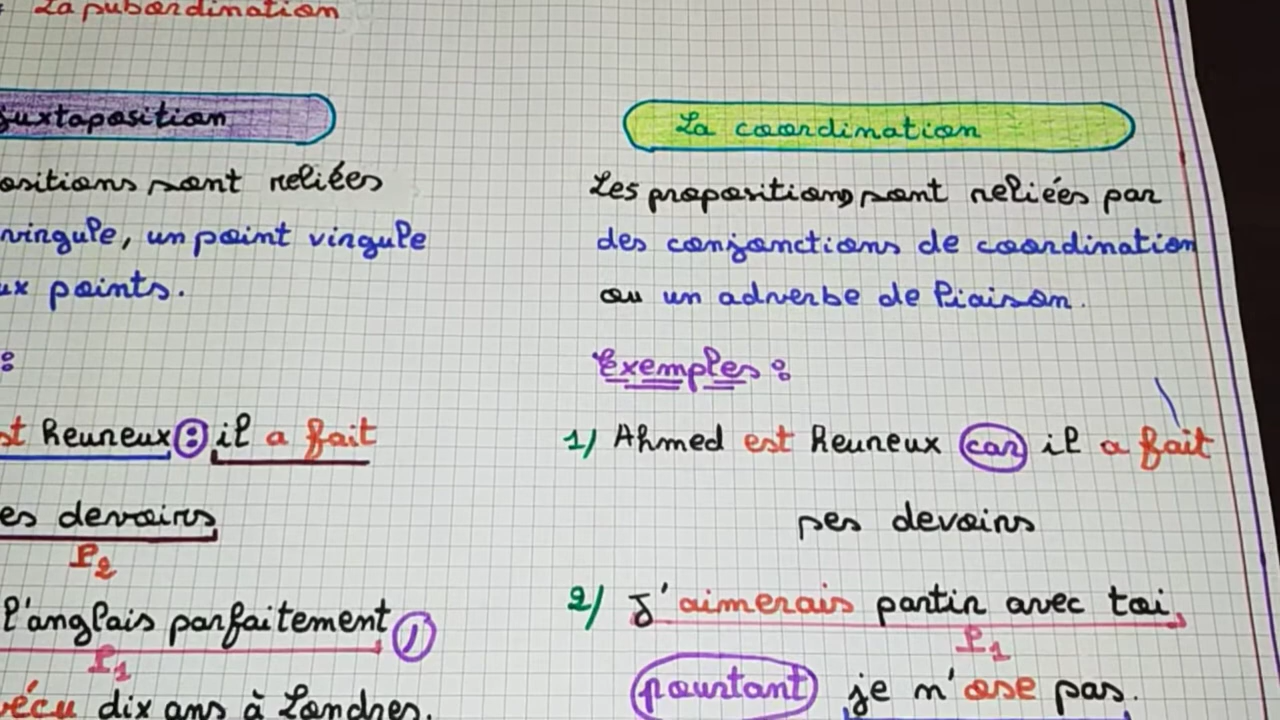 La subordination
juxtaposition
ositions sont reliées
virgule, un point virgule
ux points.
:
st heureux : il a fait
es devoirs
P2
l'anglais parfaitement ,
P1
vécu dix ans à Londres.
La coordination
Les propositions sont reliées par
des conjonctions de coordination
ou un adverbe de liaison.
Exemples :
1/ Ahmed est heureux car il a fait
ses devoirs
2/ J'aimerais partir avec toi,
P1
pourtant je n'ose pas.